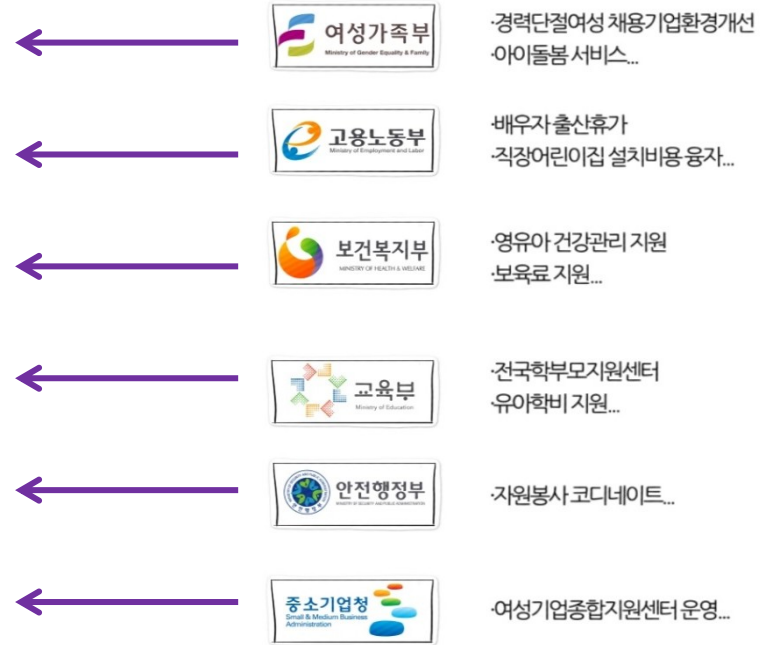 여성가족부
Ministry of Gender Equality & Family
·경력단절여성 채용기업환경개선
·아이돌봄 서비스...
고용노동부
Ministry of Employment and Labor
·배우자 출산휴가
·직장어린이집 설치비용 융자...
보건복지부
MINISTRY OF HEALTH & WELFARE
·영유아 건강관리 지원
·보육료 지원...
교육부
Ministry of Education
·전국학부모지원센터
·유아학비 지원...
안전행정부
MINISTRY OF SECURITY AND PUBLIC ADMINISTRATION
·자원봉사 코디네이트...
중소기업청
Small & Medium Business
Administration
·여성기업종합지원센터 운영...